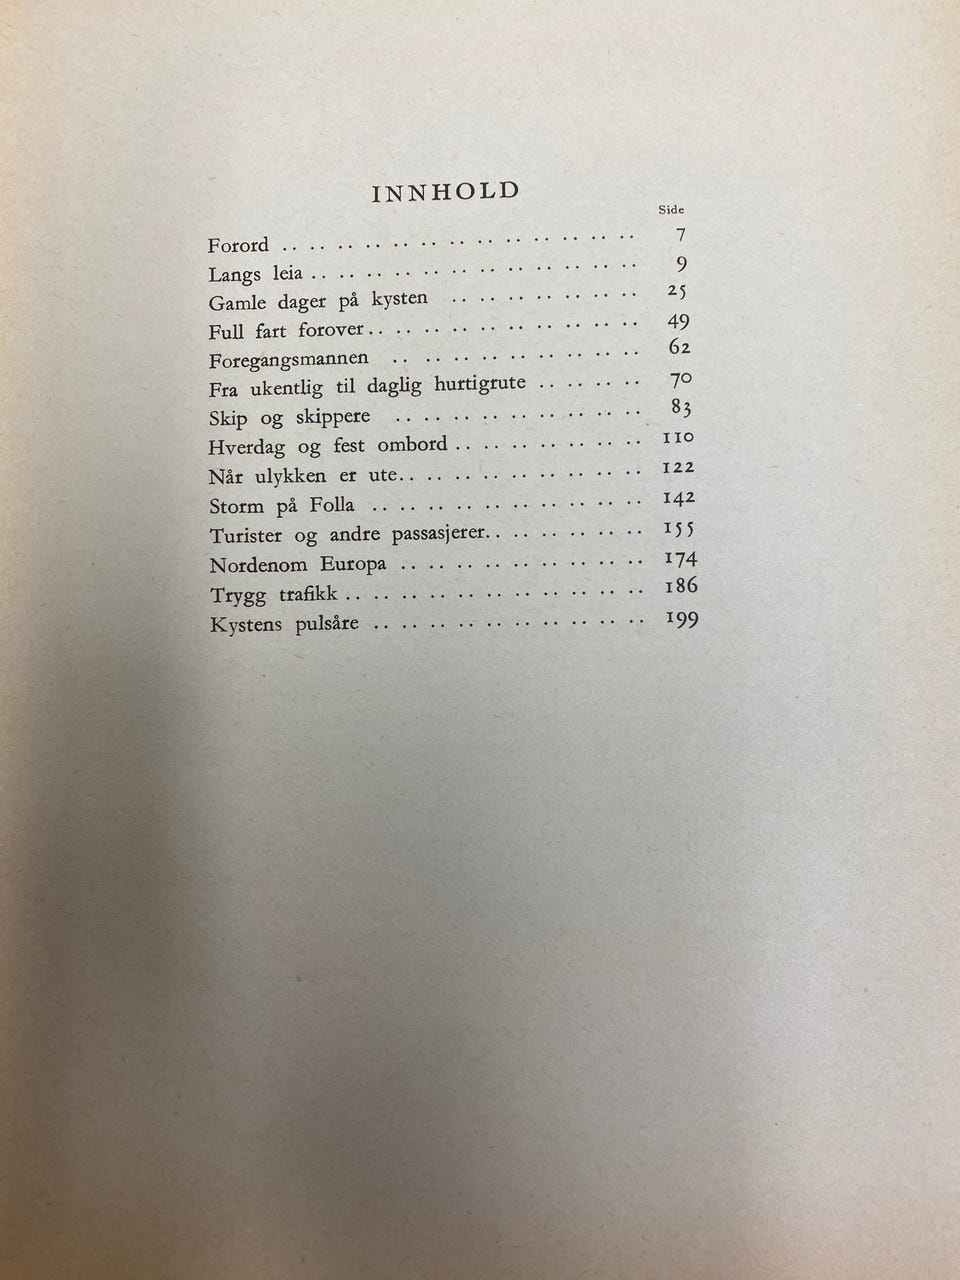 INNHOLD
Side
Forord .. .. .. .. .. .. .. .. .. .. .. .. .. 7
Langs leia .. .. .. .. .. .. .. .. .. .. .. .. 9
Gamle dager på kysten .. .. .. .. .. .. .. 25
Full fart forover .. .. .. .. .. .. .. .. .. .. 49
Foregangsmannen .. .. .. .. .. .. .. .. .. 62
Fra ukentlig til daglig hurtigrute .. .. .. .. 70
Skip og skippere .. .. .. .. .. .. .. .. .. 83
Hverdag og fest ombord .. .. .. .. .. .. .. 110
Når ulykken er ute .. .. .. .. .. .. .. .. .. 122
Storm på Folla .. .. .. .. .. .. .. .. .. .. 142
Turister og andre passasjerer .. .. .. .. .. .. 155
Nordenom Europa .. .. .. .. .. .. .. .. .. 174
Trygg trafikk .. .. .. .. .. .. .. .. .. .. .. 186
Kystens pulsåre .. .. .. .. .. .. .. .. .. .. 199